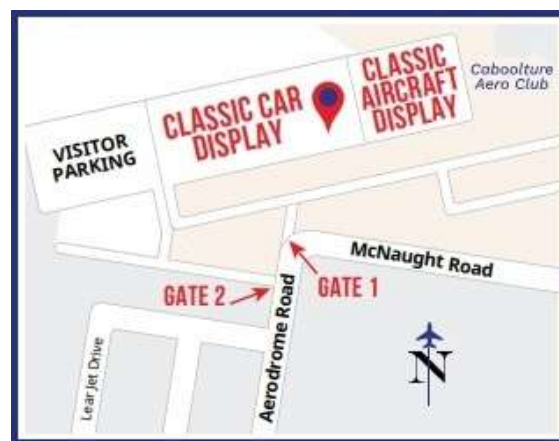 Caboolture
Aero Club
CLASSIC
AIRCRAFT
DISPLAY
CLASSIC CAR
DISPLAY
VISITOR
PARKING
McNaught Road
GATE 1
GATE 2
Aerodrome Road
Lear Jet Drive
N